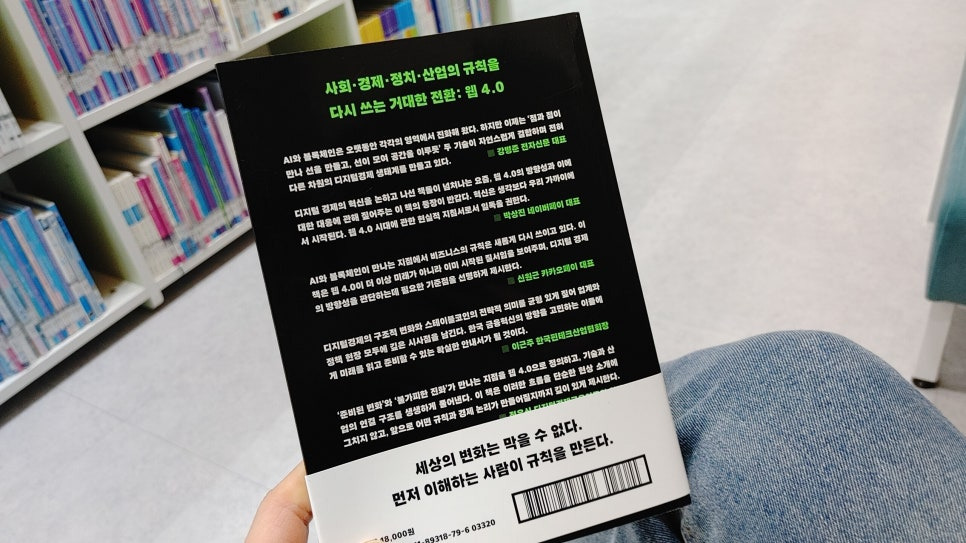 사회·경제·정치·산업의 규칙을
다시 쓰는 거대한 전환: 웹 4.0
AI와 블록체인은 오랫동안 각각의 영역에서 진화해 왔다. 하지만 이제는 '점과 점이
만나 선을 만들고, 선이 모여 공간을 이루듯' 두 기술이 자연스럽게 결합하며 전혀
다른 차원의 디지털경제 생태계를 만들고 있다.
강병준 전자신문 대표
디지털 경제의 혁신을 논하고 나선 책들이 넘쳐나는 요즘, 웹 4.0의 방향성과 이에
대한 대응에 관해 짚어주는 이 책의 등장이 반갑다. 혁신은 생각보다 우리 가까이에
서 시작된다. 웹 4.0 시대에 관한 현실적 지침서로서 일독을 권한다.
박상진 네이버페이 대표
AI와 블록체인이 만나는 지점에서 비즈니스의 규칙은 새롭게 다시 쓰이고 있다. 이
책은 웹 4.0이 더 이상 미래가 아니라 이미 시작된 질서임을 보여주며, 디지털 경제
의 방향성을 판단하는데 필요한 기준점을 선명하게 제시한다.
신원근 카카오페이 대표
디지털경제의 구조적 변화와 스테이블코인의 전략적 의미를 균형 있게 짚어 업계와
정책 현장 모두에 깊은 시사점을 남긴다. 한국 금융혁신의 방향을 고민하는 이들에
게 미래를 읽고 준비할 수 있는 확실한 안내서가 될 것이다.
이근주 한국핀테크산업협회장
'준비된 변화'와 '불가피한 진화'가 만나는 지점을 웹 4.0으로 정의하고, 기술과 산
업의 연결 구조를 생생하게 풀어낸다. 이 책은 이러한 흐름을 단순한 현상 소개에
그치지 않고, 앞으로 어떤 규칙과 경제 논리가 만들어질지까지 깊이 있게 제시한다.
세상의 변화는 막을 수 없다.
먼저 이해하는 사람이 규칙을 만든다.
18,000원
89318-79-6 03320